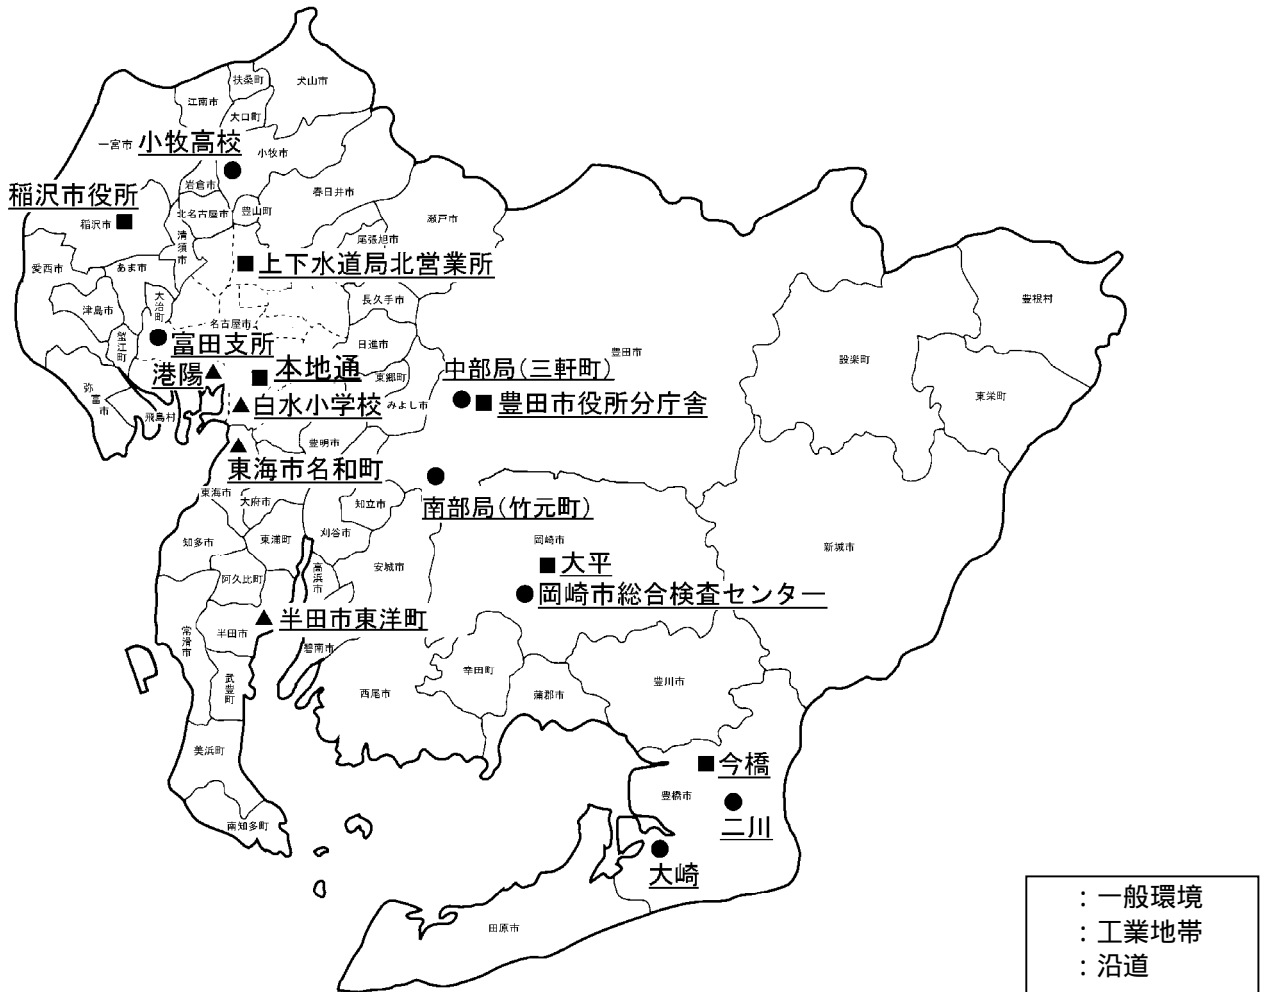 扶桑町
犬山市
江南市
大口町
一宮市
小牧高校
小牧市
岩倉市
春日井市
稲沢市役所
稲沢市
北名古屋市
豊山町
瀬戸市
清須市
尾張旭市
愛西市
あま市
上下水道局北営業所
大治町
長久手市
豊根村
津島市
名古屋市
蟹江町
富田支所
日進市
豊田市
設楽町
港陽
本地通
東郷町
中部局(三軒町)
弥富市
飛島村
白水小学校
みよし市
豊田市役所分庁舎
東栄町
豊明市
東海市名和町
東海市
大府市
知立市
南部局(竹元町)
知多市
東浦町
刈谷市
岡崎市
新城市
高浜市
安城市
大平
阿久比町
岡崎市総合検査センター
半田市東洋町
常滑市
半田市
碧南市
武豊町
西尾市
幸田町
蒲郡市
豊川市
美浜町
今橋
豊橋市
南知多町
二川
大崎
田原市
:一般環境
:工業地帯
:沿道